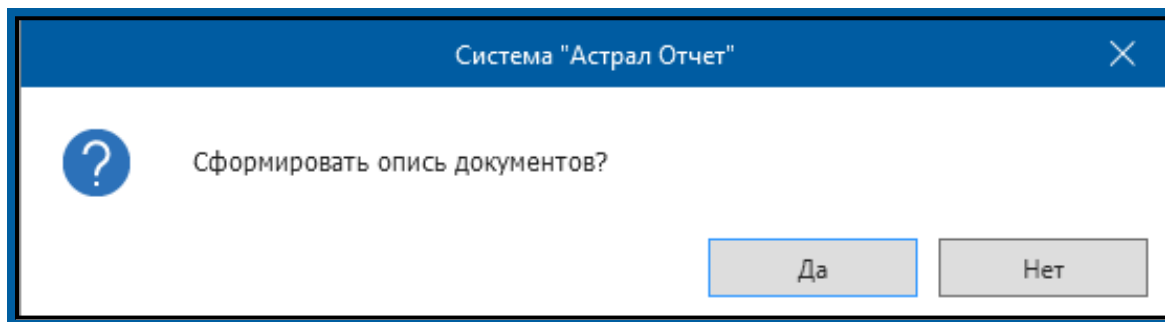 Система "Астрал Отчет"
Сформировать опись документов?
Да
Нет